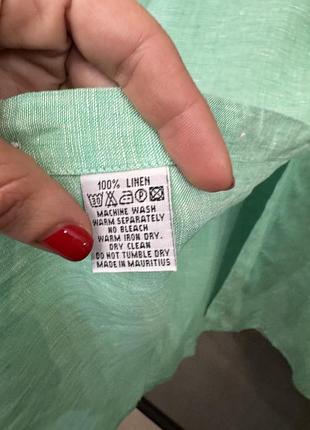 100% LINEN
MACHINE WASH
WARM SEPARATELY
NO BLEACH
WARM IRON DRY.
DRY CLEAN
DO NOT TUMBLE DRY
MADE IN MAURITIUS